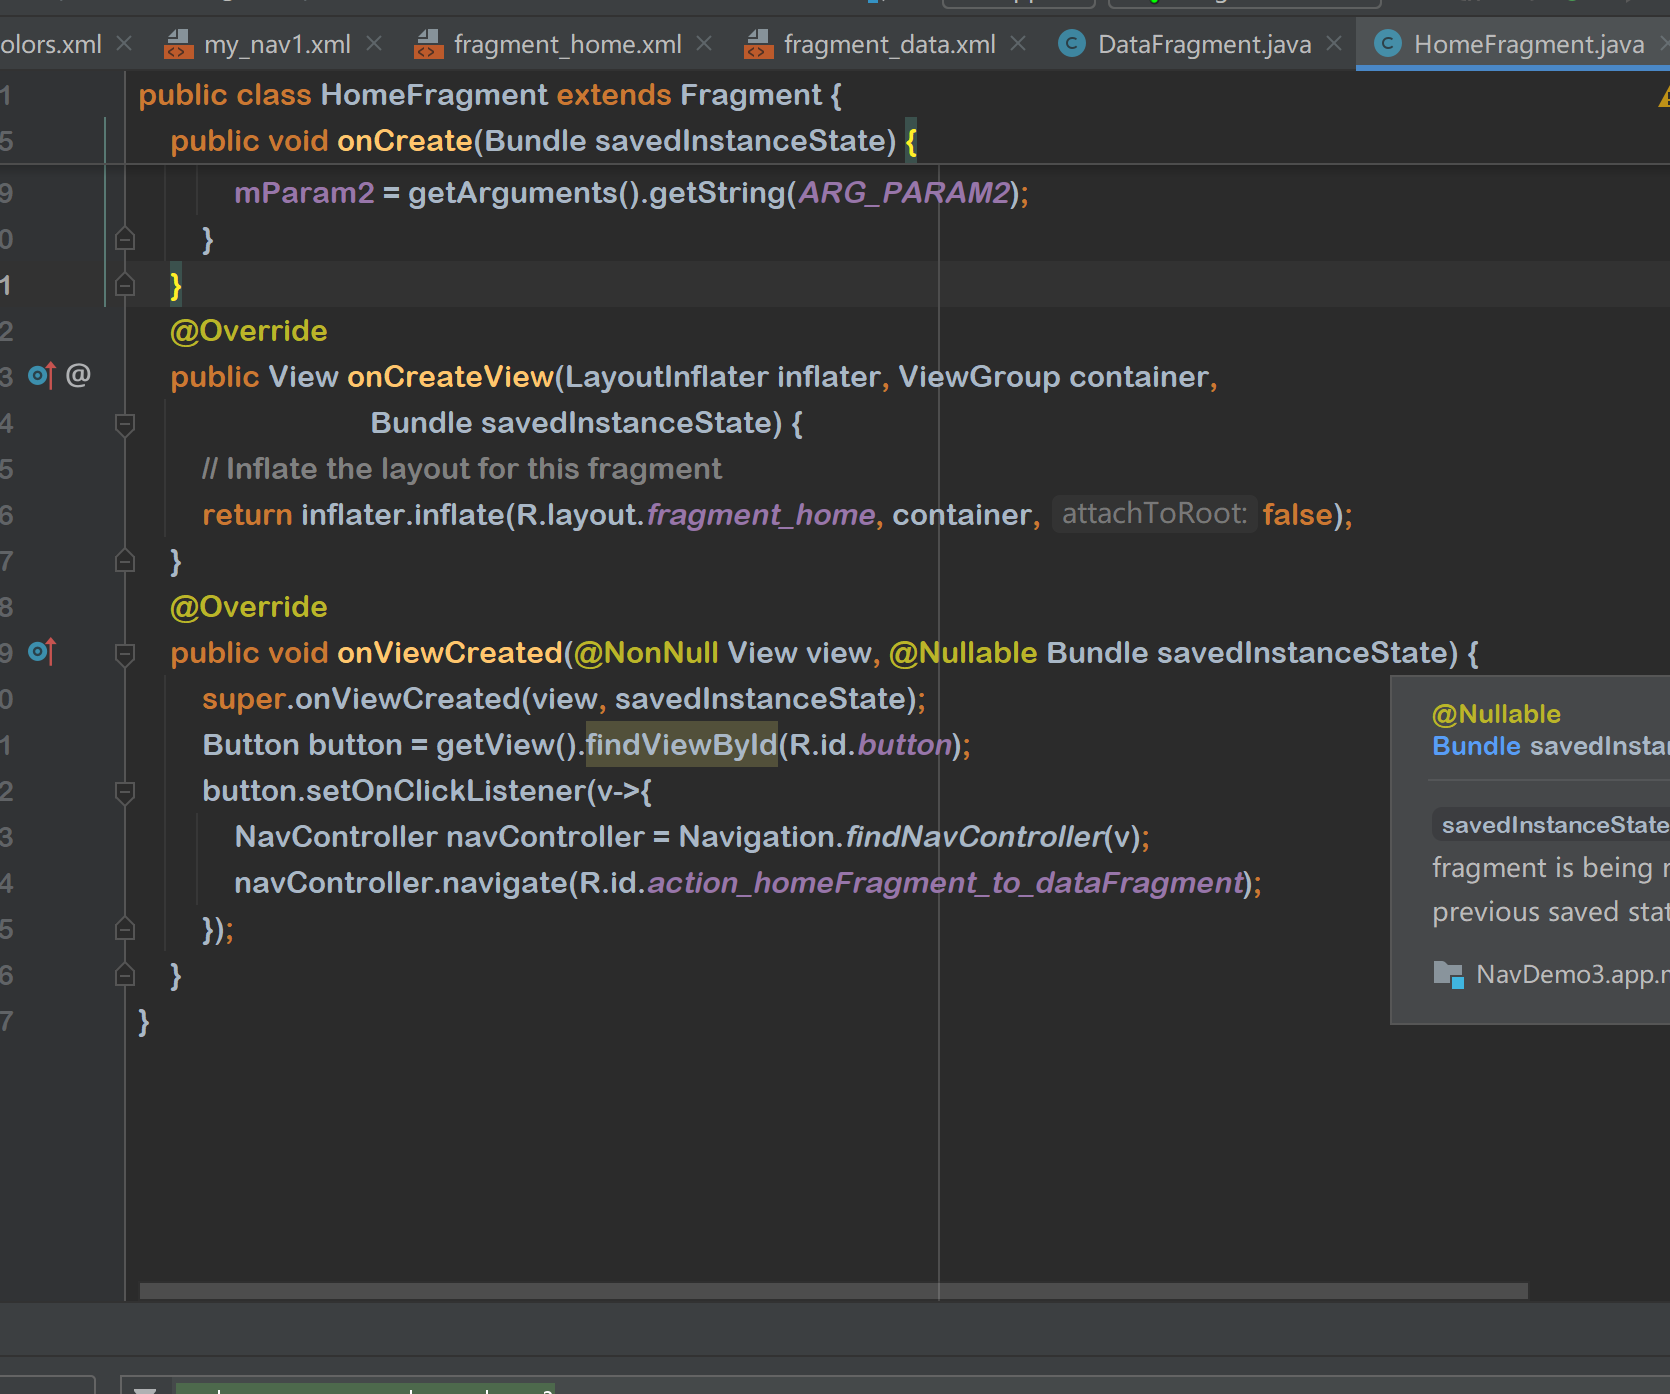 olors.xml my_nav1.xml fragment_home.xml fragment_data.xml DataFragment.java HomeFragment.java
1 public class HomeFragment extends Fragment {
5 public void onCreate(Bundle savedInstanceState) {
9 mParam2 = getArguments().getString(ARG_PARAM2);
0 }
1 }
2 @Override
3 @ public View onCreateView(LayoutInflater inflater, ViewGroup container,
4 Bundle savedInstanceState) {
5 // Inflate the layout for this fragment
6 return inflater.inflate(R.layout.fragment_home, container, attachToRoot: false);
7 }
8 @Override
9 public void onViewCreated(@NonNull View view, @Nullable Bundle savedInstanceState) {
0 super.onViewCreated(view, savedInstanceState);
1 Button button = getView().findViewById(R.id.button);
2 button.setOnClickListener(v->{
3 NavController navController = Navigation.findNavController(v);
4 navController.navigate(R.id.action_homeFragment_to_dataFragment);
5 });
6 }
7 }
@Nullable
Bundle savedInsta
savedInstanceState
fragment is being r
previous saved stat
NavDemo3.app.